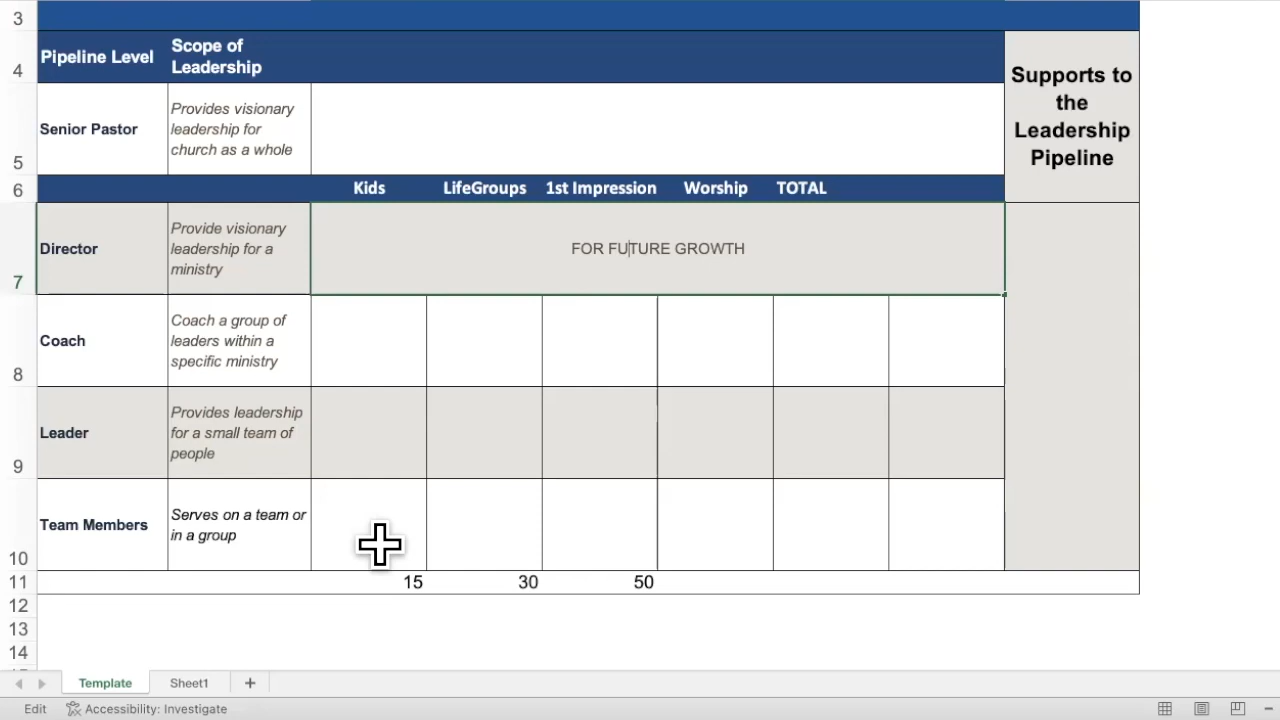 3
4
Pipeline Level
Scope of
Leadership
Supports to
the
Leadership
Pipeline
5
Senior Pastor
Provides visionary
leadership for
church as a whole
6
Kids
LifeGroups
1st Impression
Worship
TOTAL
7
Director
Provide visionary
leadership for a
ministry
FOR FUTURE GROWTH
8
Coach
Coach a group of
leaders within a
specific ministry
9
Leader
Provides leadership
for a small team of
people
10
Team Members
Serves on a team or
in a group
11
15
30
50
12
13
14
Template
Sheet1
Edit
Accessibility: Investigate